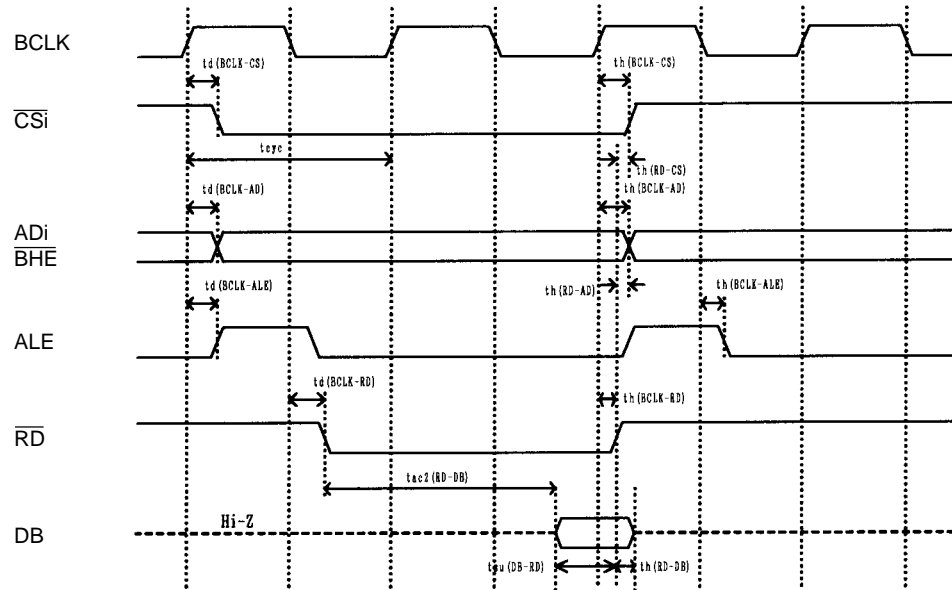 BCLK
td(BCLK-CS)
th(BCLK-CS)
CSi
tcyc
th(RD-CS)
td(BCLK-AD)
th(BCLK-AD)
ADi
BHE
td(BCLK-ALE)
th(RD-AD)
th(BCLK-ALE)
ALE
td(BCLK-RD)
th(BCLK-RD)
RD
tac2(RD-DB)
Hi-Z
DB
tsu(DB-RD)
th(RD-DB)